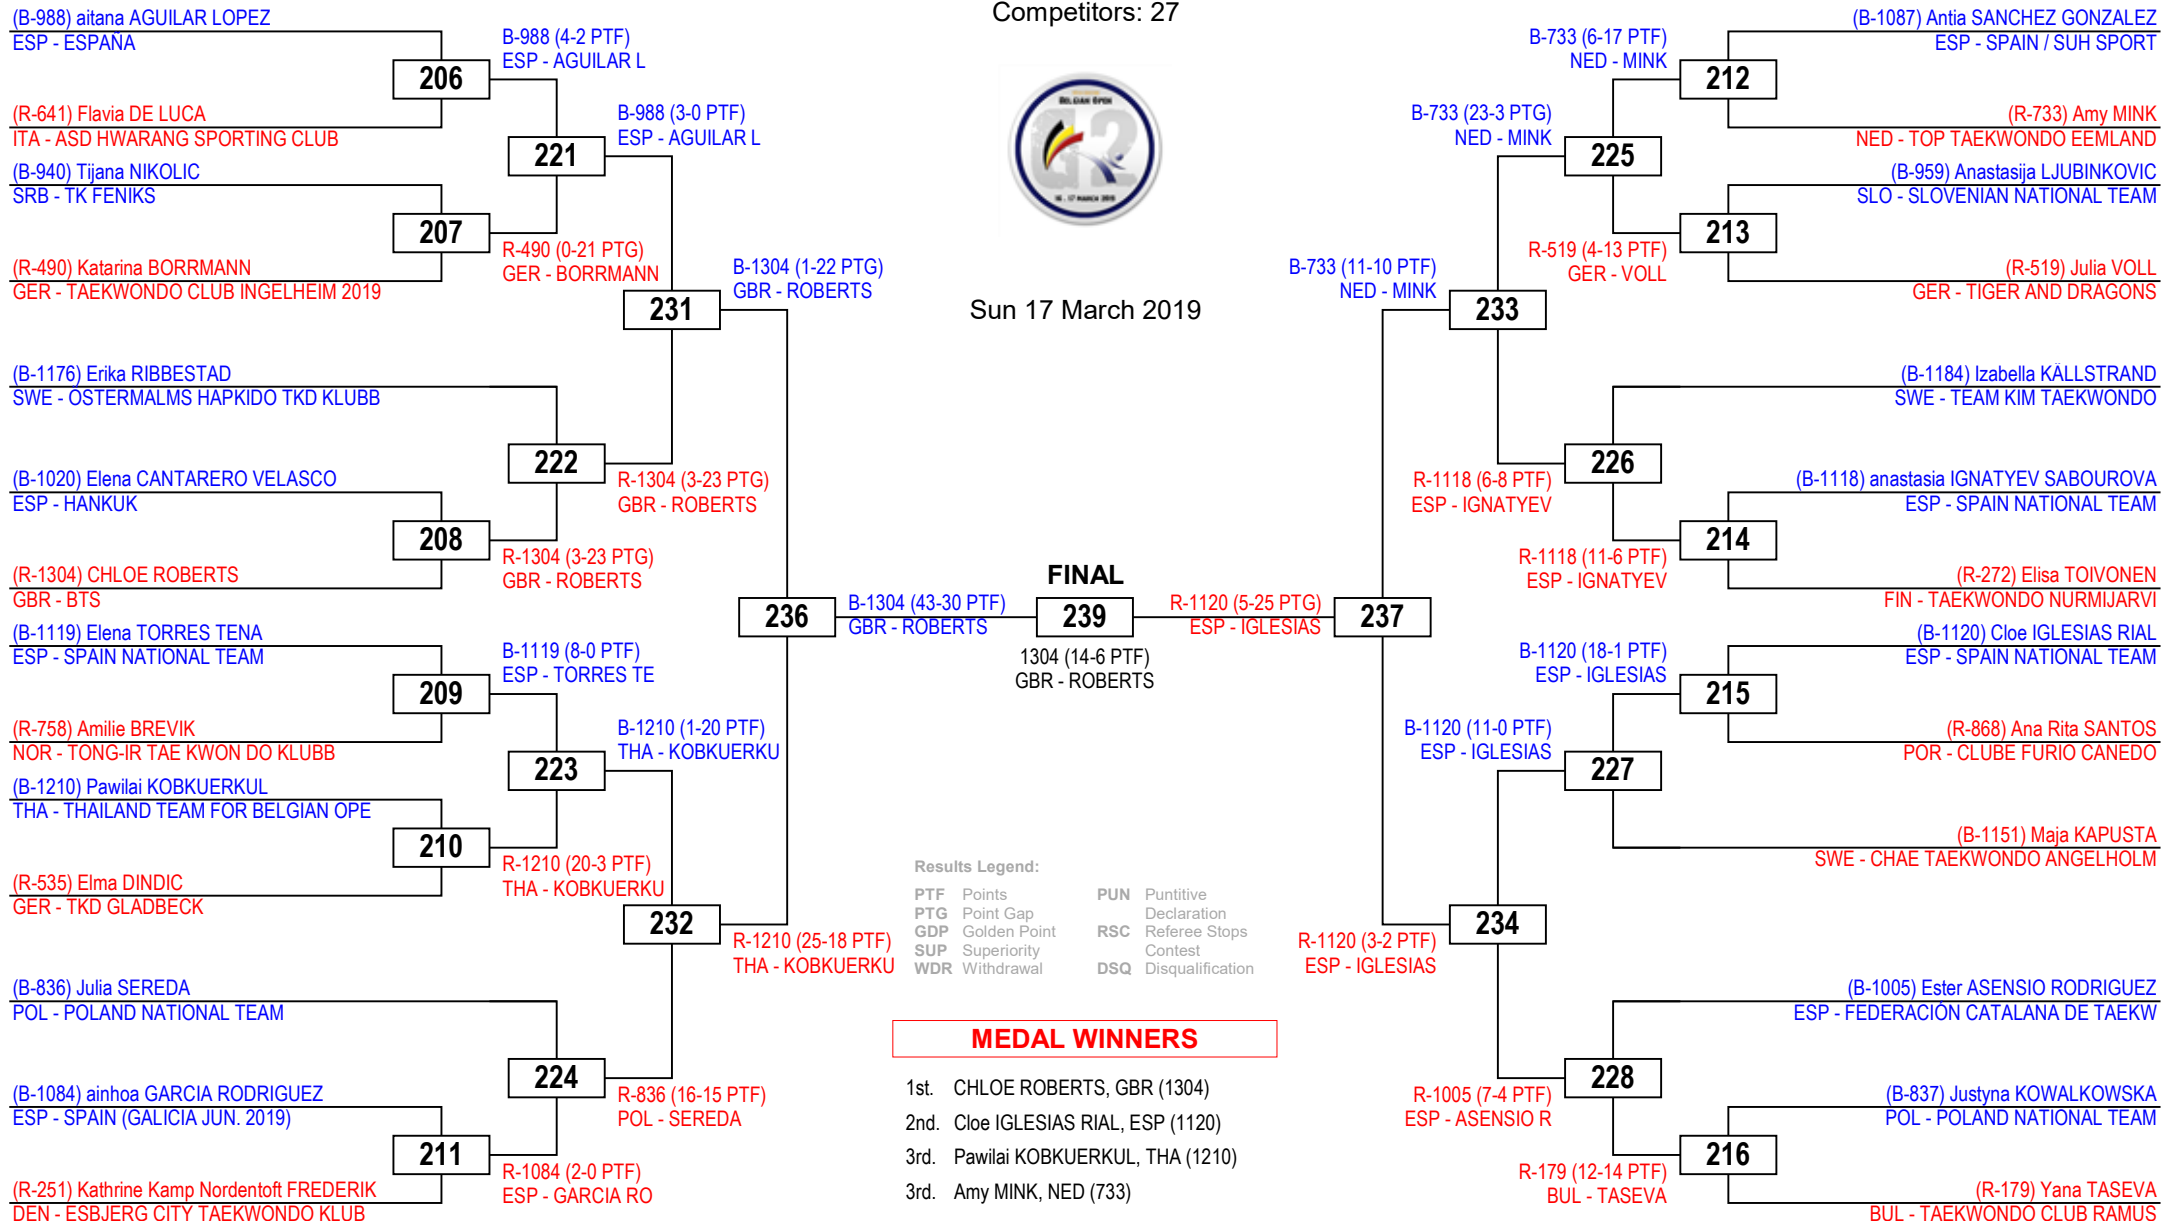 Competitors: 27
BELGIAN OPEN
G2
16 - 17 MARCH 2019
Sun 17 March 2019
(B-988) aitana AGUILAR LOPEZ
ESP - ESPAÑA
206
(R-641) Flavia DE LUCA
ITA - ASD HWARANG SPORTING CLUB
(B-940) Tijana NIKOLIC
SRB - TK FENIKS
207
(R-490) Katarina BORRMANN
GER - TAEKWONDO CLUB INGELHEIM 2019
(B-1176) Erika RIBBESTAD
SWE - OSTERMALMS HAPKIDO TKD KLUBB
(B-1020) Elena CANTARERO VELASCO
ESP - HANKUK
208
(R-1304) CHLOE ROBERTS
GBR - BTS
(B-1119) Elena TORRES TENA
ESP - SPAIN NATIONAL TEAM
209
(R-758) Amilie BREVIK
NOR - TONG-IR TAE KWON DO KLUBB
(B-1210) Pawilai KOBKUERKUL
THA - THAILAND TEAM FOR BELGIAN OPE
210
(R-535) Elma DINDIC
GER - TKD GLADBECK
(B-836) Julia SEREDA
POL - POLAND NATIONAL TEAM
(B-1084) ainhoa GARCIA RODRIGUEZ
ESP - SPAIN (GALICIA JUN. 2019)
211
(R-251) Kathrine Kamp Nordentoft FREDERIK
DEN - ESBJERG CITY TAEKWONDO KLUB
B-988 (4-2 PTF)
ESP - AGUILAR L
221
R-490 (0-21 PTG)
GER - BORRMANN
222
R-1304 (3-23 PTG)
GBR - ROBERTS
B-1119 (8-0 PTF)
ESP - TORRES TE
223
R-1210 (20-3 PTF)
THA - KOBKUERKU
224
R-1084 (2-0 PTF)
ESP - GARCIA RO
B-988 (3-0 PTF)
ESP - AGUILAR L
231
R-1304 (3-23 PTG)
GBR - ROBERTS
B-1210 (1-20 PTF)
THA - KOBKUERKU
232
R-836 (16-15 PTF)
POL - SEREDA
B-1304 (1-22 PTG)
GBR - ROBERTS
236
R-1210 (25-18 PTF)
THA - KOBKUERKU
B-1304 (43-30 PTF)
GBR - ROBERTS
FINAL
239
1304 (14-6 PTF)
GBR - ROBERTS
R-1120 (5-25 PTG)
ESP - IGLESIAS
B-733 (11-10 PTF)
NED - MINK
237
R-1120 (3-2 PTF)
ESP - IGLESIAS
B-733 (23-3 PTG)
NED - MINK
233
R-1118 (6-8 PTF)
ESP - IGNATYEV
B-1120 (11-0 PTF)
ESP - IGLESIAS
234
R-1005 (7-4 PTF)
ESP - ASENSIO R
B-733 (6-17 PTF)
NED - MINK
225
R-519 (4-13 PTF)
GER - VOLL
226
R-1118 (11-6 PTF)
ESP - IGNATYEV
B-1120 (18-1 PTF)
ESP - IGLESIAS
227
228
R-179 (12-14 PTF)
BUL - TASEVA
(B-1087) Antia SANCHEZ GONZALEZ
ESP - SPAIN / SUH SPORT
212
(R-733) Amy MINK
NED - TOP TAEKWONDO EEMLAND
(B-959) Anastasija LJUBINKOVIC
SLO - SLOVENIAN NATIONAL TEAM
213
(R-519) Julia VOLL
GER - TIGER AND DRAGONS
(B-1184) Izabella KÄLLSTRAND
SWE - TEAM KIM TAEKWONDO
(B-1118) anastasia IGNATYEV SABOUROVA
ESP - SPAIN NATIONAL TEAM
214
(R-272) Elisa TOIVONEN
FIN - TAEKWONDO NURMIJARVI
(B-1120) Cloe IGLESIAS RIAL
ESP - SPAIN NATIONAL TEAM
215
(R-868) Ana Rita SANTOS
POR - CLUBE FURIO CANEDO
(B-1151) Maja KAPUSTA
SWE - CHAE TAEKWONDO ANGELHOLM
(B-1005) Ester ASENSIO RODRIGUEZ
ESP - FEDERACIÓN CATALANA DE TAEKW
(B-837) Justyna KOWALKOWSKA
POL - POLAND NATIONAL TEAM
216
(R-179) Yana TASEVA
BUL - TAEKWONDO CLUB RAMUS
Results Legend:
PTF Points
PTG Point Gap
GDP Golden Point
SUP Superiority
WDR Withdrawal
PUN Puntitive
Declaration
RSC Referee Stops
Contest
DSQ Disqualification
MEDAL WINNERS
1st. CHLOE ROBERTS, GBR (1304)
2nd. Cloe IGLESIAS RIAL, ESP (1120)
3rd. Pawilai KOBKUERKUL, THA (1210)
3rd. Amy MINK, NED (733)